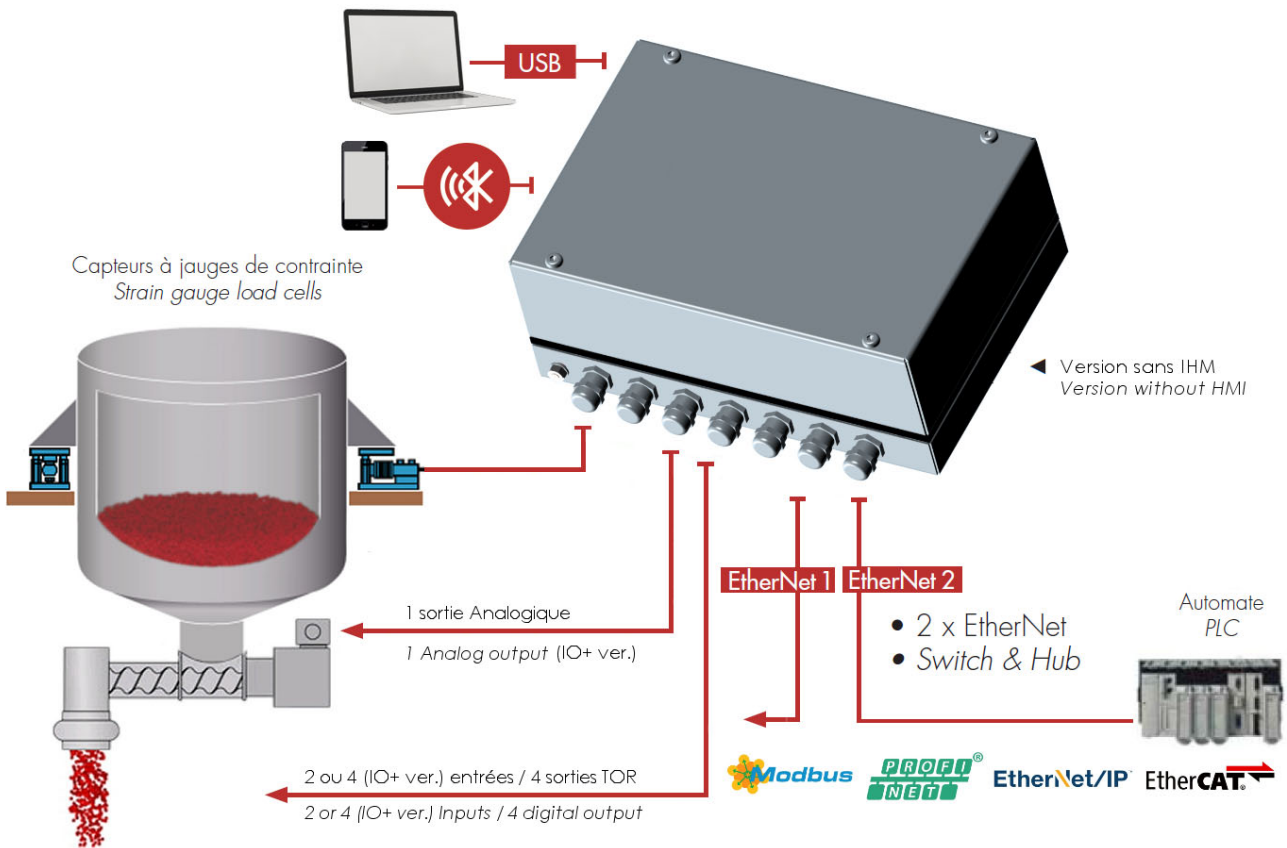 USB
Capteurs à jauges de contrainte
Strain gauge load cells
◄ Version sans IHM
Version without HMI
EtherNet 1
EtherNet 2
1 sortie Analogique
1 Analog output (IO+ ver.)
• 2 x EtherNet
• Switch & Hub
Automate
PLC
2 ou 4 (IO+ ver.) entrées / 4 sorties TOR
2 or 4 (IO+ ver.) Inputs / 4 digital output
Modbus
PROFI
NET®
EtherNet/IP
EtherCAT®